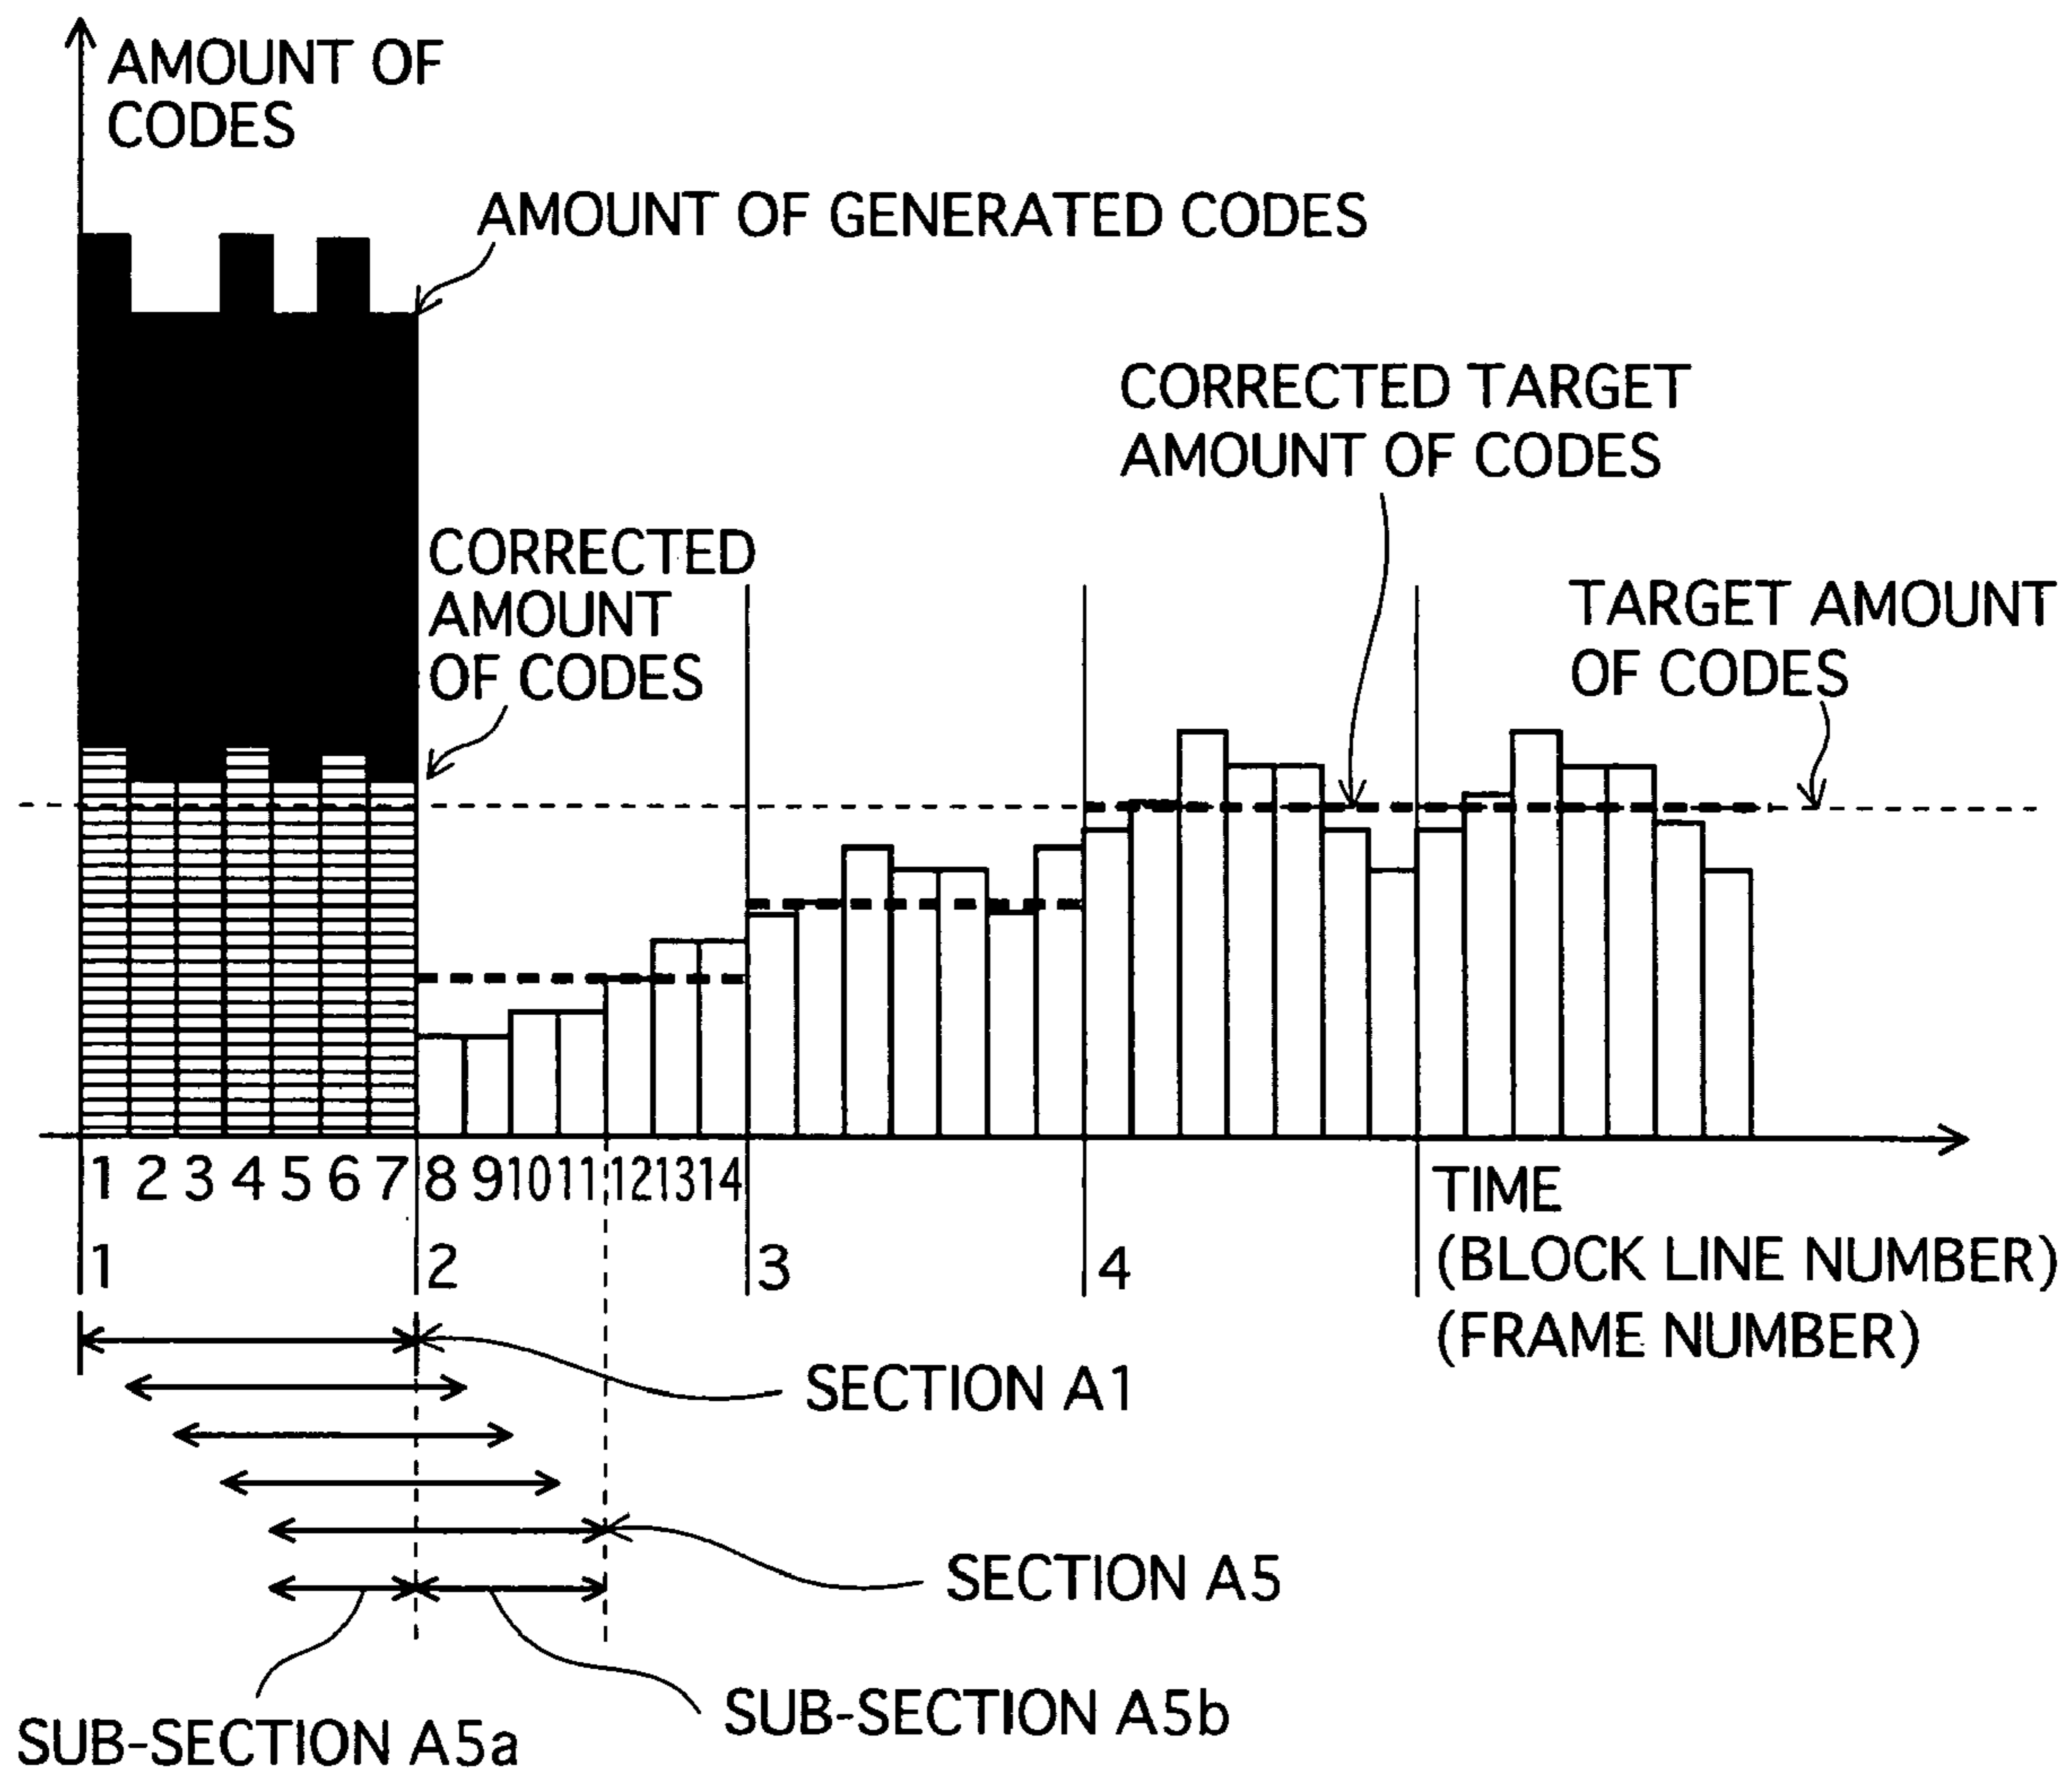 AMOUNT OF
CODES
AMOUNT OF GENERATED CODES
CORRECTED TARGET
AMOUNT OF CODES
CORRECTED
AMOUNT
OF CODES
TARGET AMOUNT
OF CODES
1 2 3 4 5 6 7 8 9 10 11 12 13 14
TIME
1 2 3 4
(BLOCK LINE NUMBER)
(FRAME NUMBER)
SECTION A1
SECTION A5
SUB-SECTION A5b
SUB-SECTION A5a